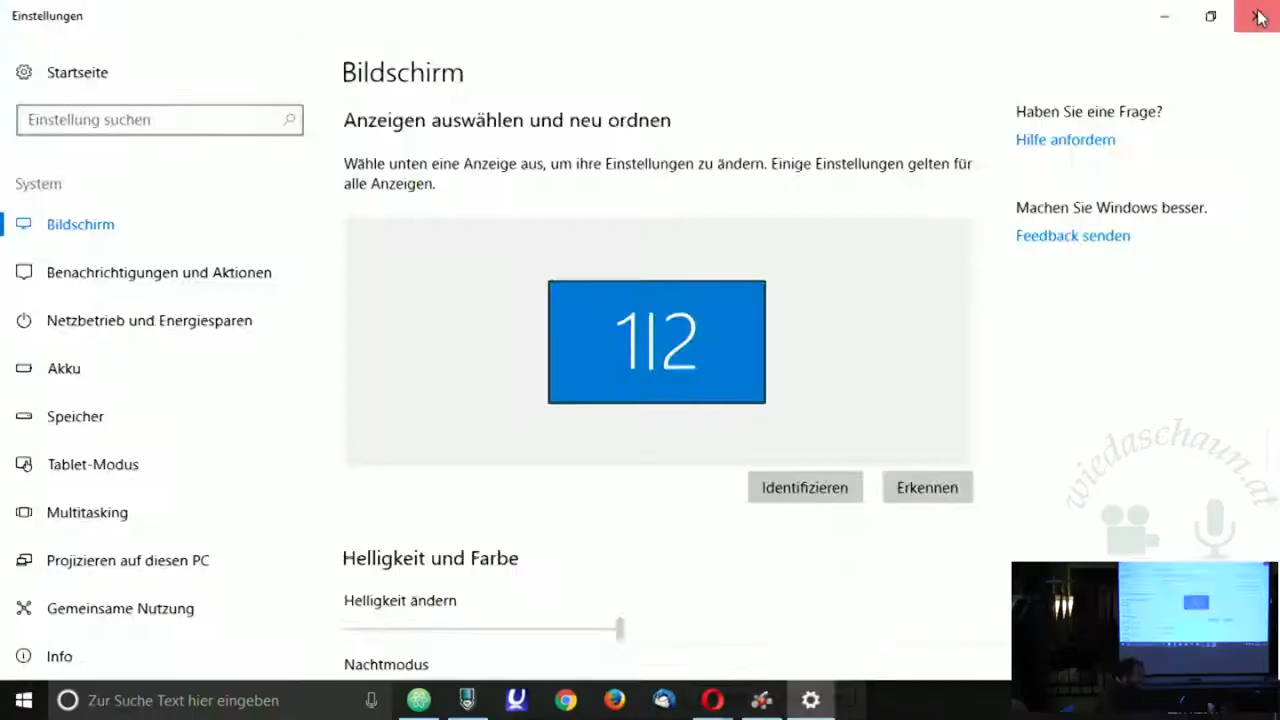 Einstellungen
Startseite
Einstellung suchen
System
Bildschirm
Benachrichtigungen und Aktionen
Netzbetrieb und Energiesparen
Akku
Speicher
Tablet-Modus
Multitasking
Projizieren auf diesen PC
Gemeinsame Nutzung
Info
Bildschirm
Anzeigen auswählen und neu ordnen
Wähle unten eine Anzeige aus, um ihre Einstellungen zu ändern. Einige Einstellungen gelten für
alle Anzeigen.
1|2
Identifizieren
Erkennen
Helligkeit und Farbe
Helligkeit ändern
Nachtmodus
Haben Sie eine Frage?
Hilfe anfordern
Machen Sie Windows besser.
Feedback senden
wiedaschaun.at
Zur Suche Text hier eingeben